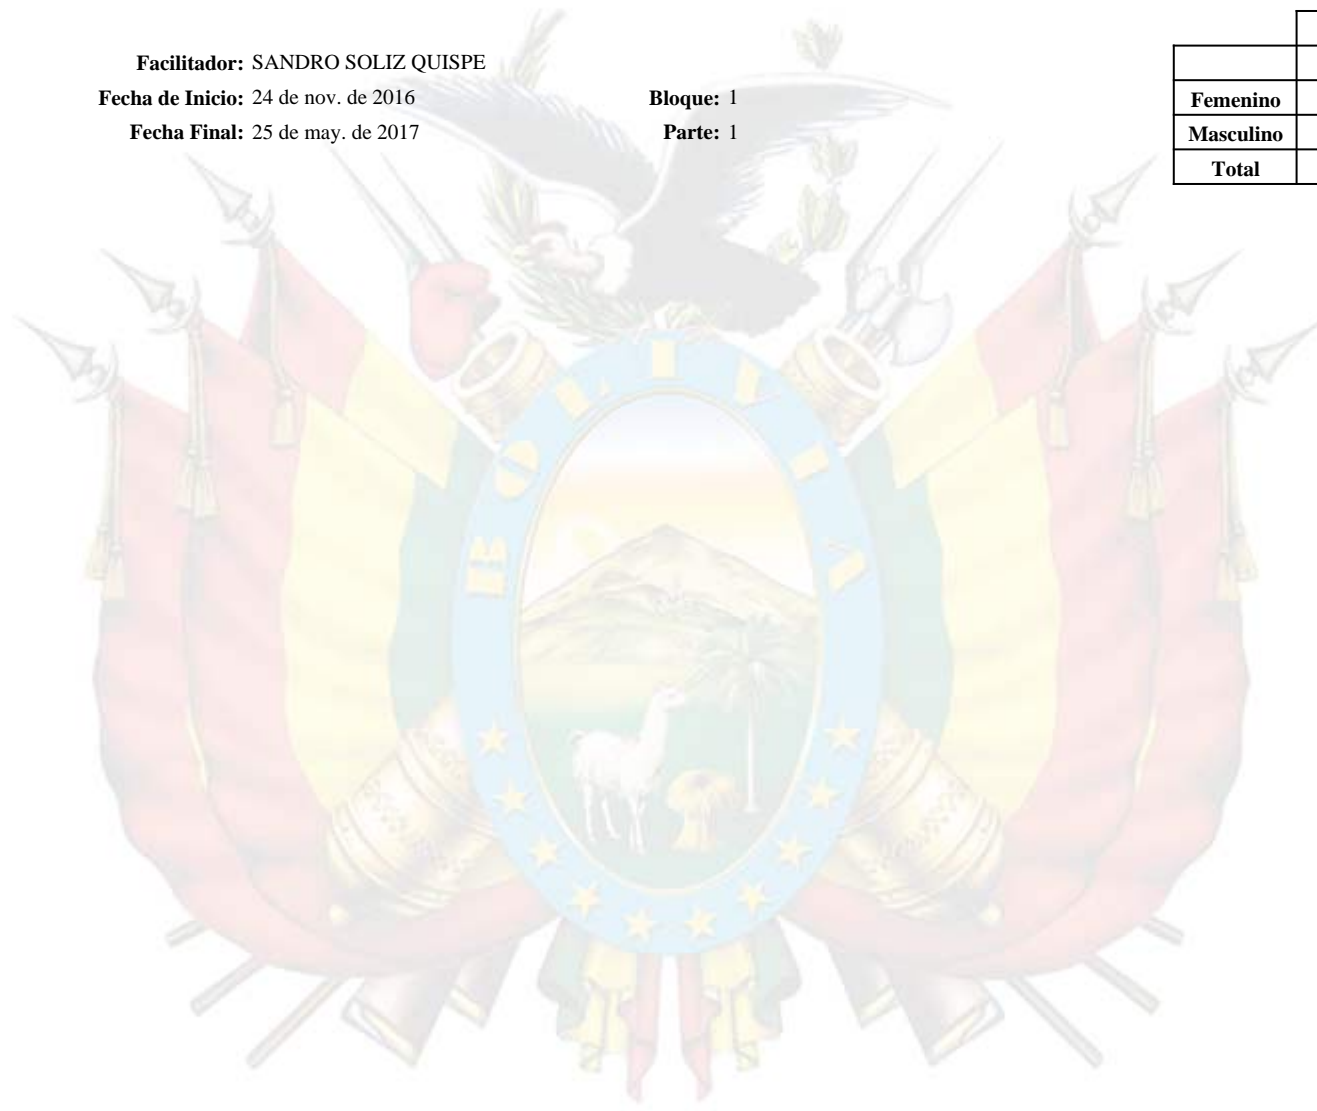 Facilitador: SANDRO SOLIZ QUISPE
Fecha de Inicio: 24 de nov. de 2016 Bloque: 1
Fecha Final: 25 de may. de 2017 Parte: 1
Femenino
Masculino
Total
BOLIVIA